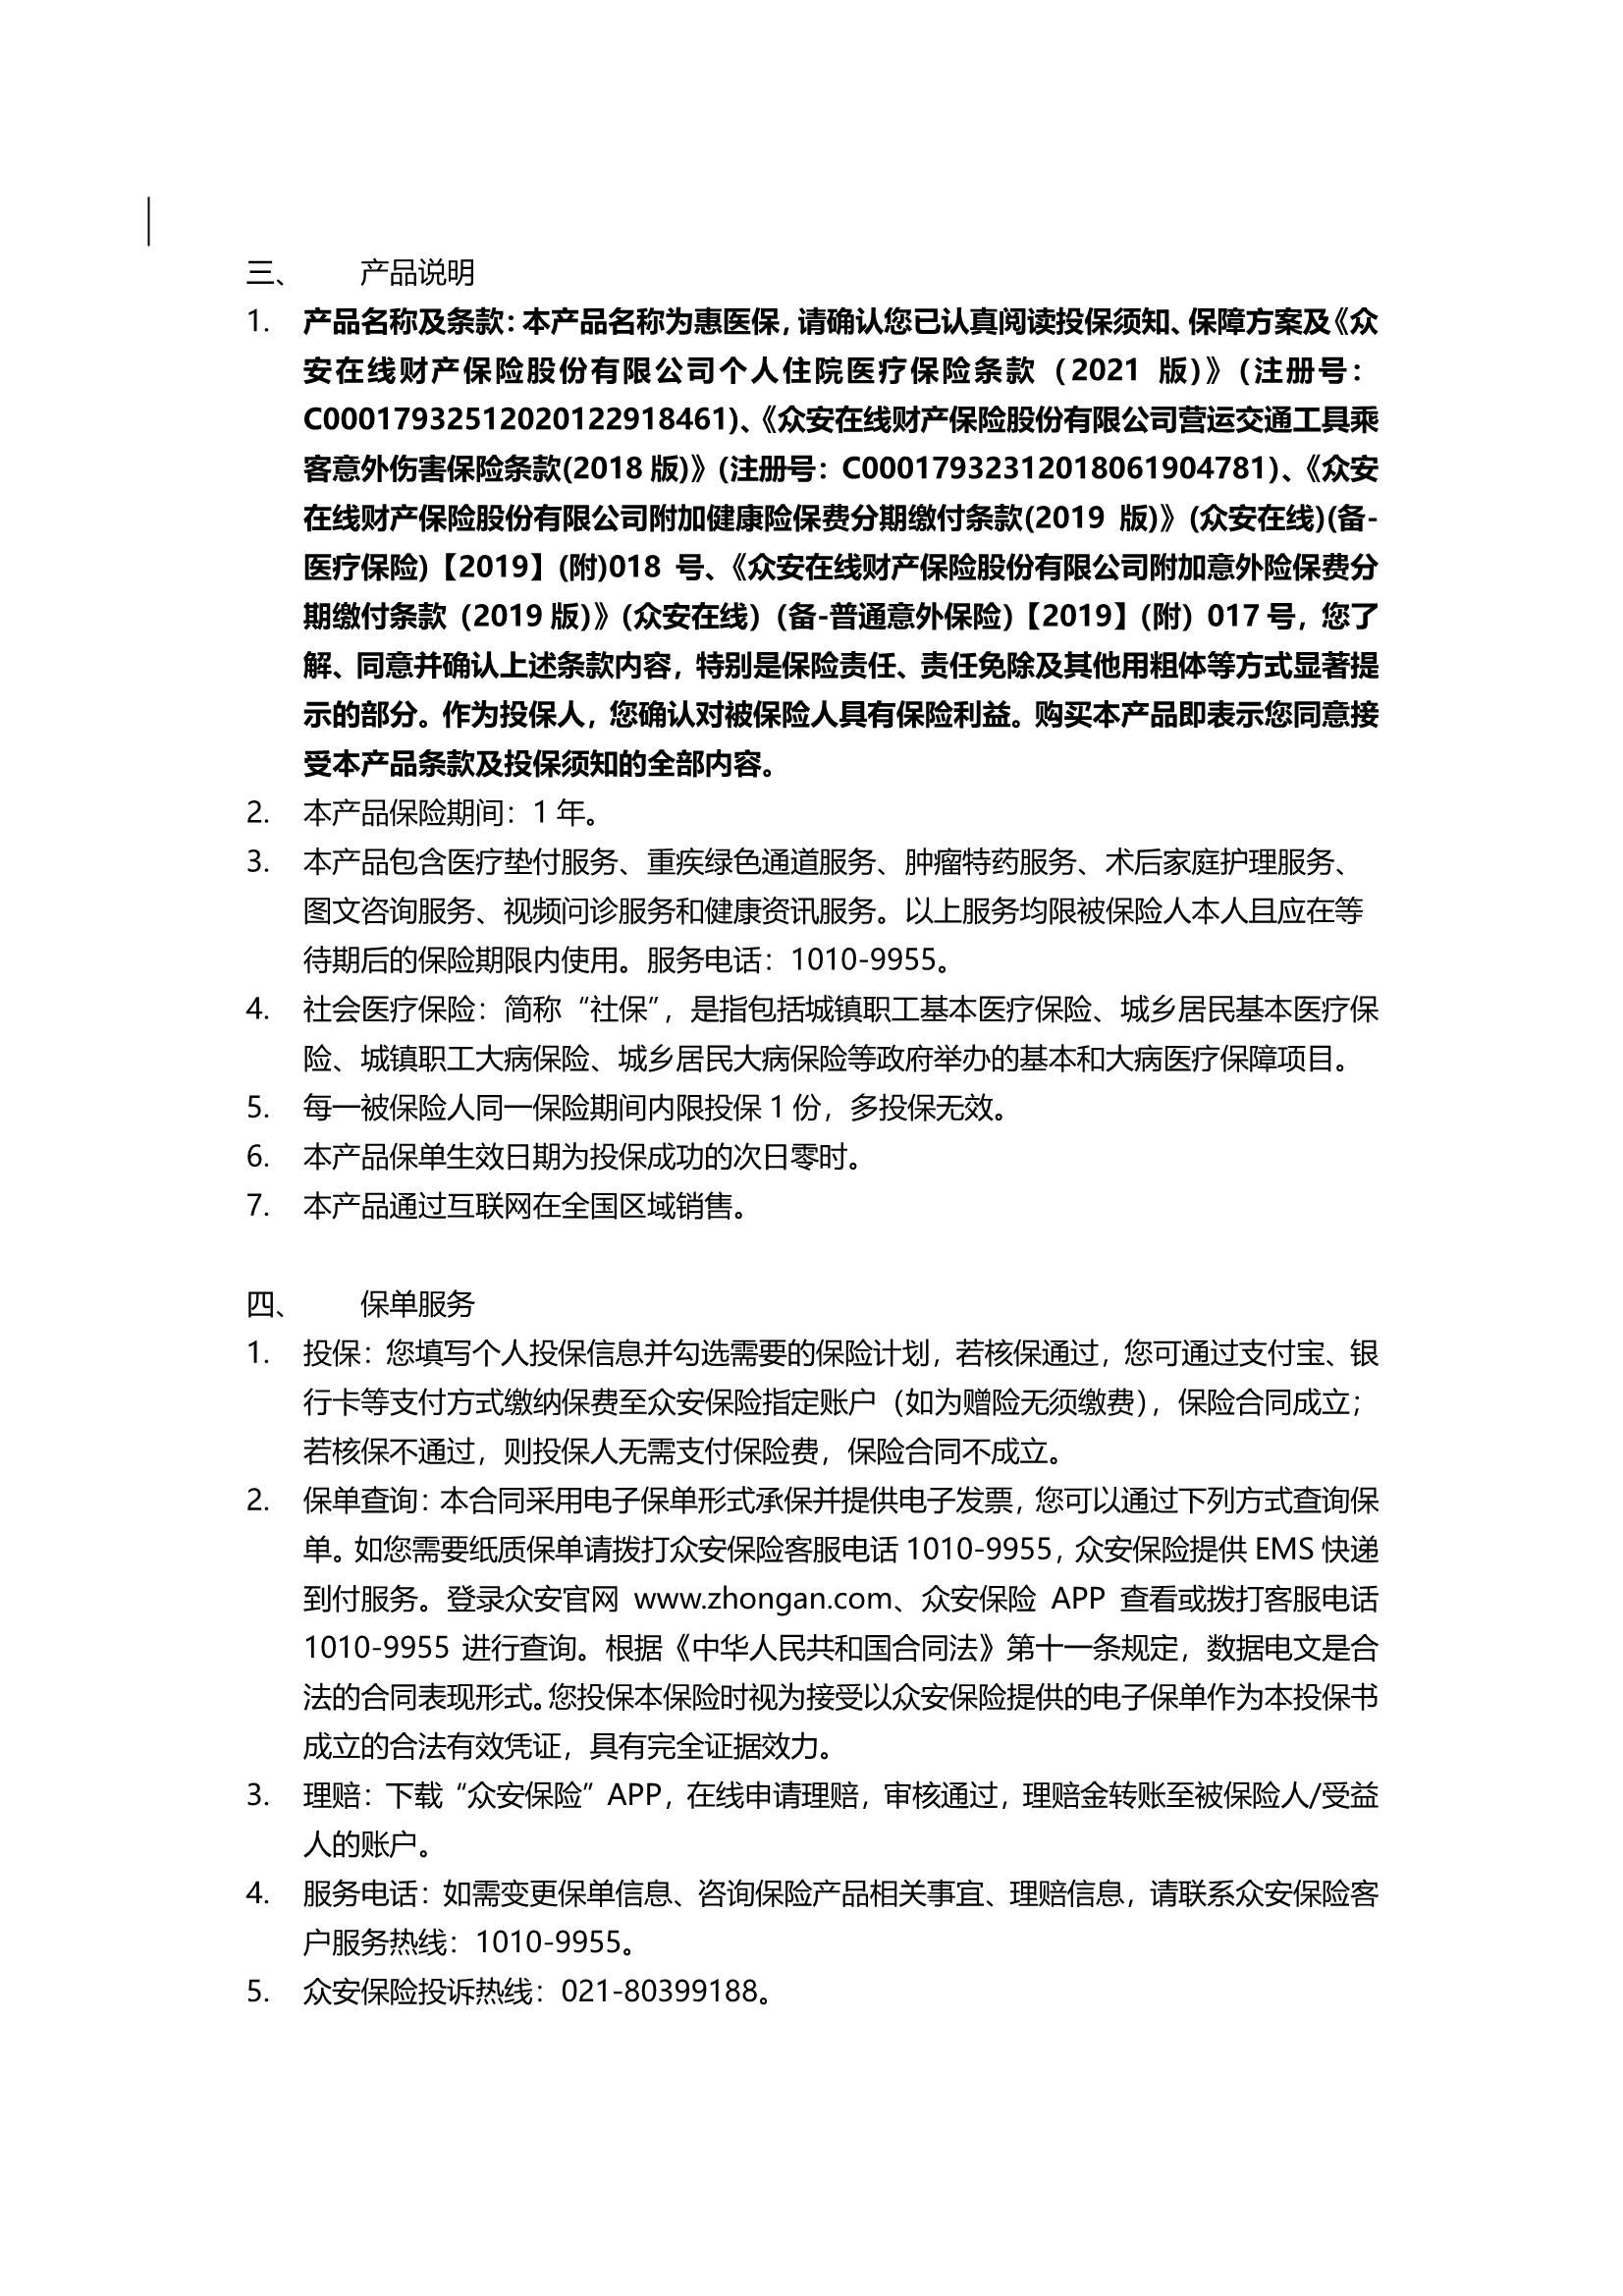 三、 产品说明
1. 产品名称及条款：本产品名称为惠医保，请确认您已认真阅读投保须知、保障方案及《众
安在线财产保险股份有限公司个人住院医疗保险条款（2021 版)》(注册号：
C00017932512020122918461)、《众安在线财产保险股份有限公司营运交通工具乘
客意外伤害保险条款(2018 版)》(注册号：C00017932312018061904781)、《众安
在线财产保险股份有限公司附加健康险保费分期缴付条款(2019 版)》(众安在线)(备-
医疗保险)【2019】(附)018 号、《众安在线财产保险股份有限公司附加意外险保费分
期缴付条款（2019 版）》（众安在线）（备-普通意外保险）【2019】（附）017 号，您了
解、同意并确认上述条款内容，特别是保险责任、责任免除及其他用粗体等方式显著提
示的部分。作为投保人，您确认对被保险人具有保险利益。购买本产品即表示您同意接
受本产品条款及投保须知的全部内容。
2. 本产品保险期间：1 年。
3. 本产品包含医疗垫付服务、重疾绿色通道服务、肿瘤特药服务、术后家庭护理服务、
图文咨询服务、视频问诊服务和健康资讯服务。以上服务均限被保险人本人且应在等
待期后的保险期限内使用。服务电话：1010-9955。
4. 社会医疗保险：简称“社保”，是指包括城镇职工基本医疗保险、城乡居民基本医疗保
险、城镇职工大病保险、城乡居民大病保险等政府举办的基本和大病医疗保障项目。
5. 每一被保险人同一保险期间内限投保 1 份，多投保无效。
6. 本产品保单生效日期为投保成功的次日零时。
7. 本产品通过互联网在全国区域销售。
四、 保单服务
1. 投保：您填写个人投保信息并勾选需要的保险计划，若核保通过，您可通过支付宝、银
行卡等支付方式缴纳保费至众安保险指定账户（如为赠险无须缴费），保险合同成立；
若核保不通过，则投保人无需支付保险费，保险合同不成立。
2. 保单查询：本合同采用电子保单形式承保并提供电子发票，您可以通过下列方式查询保
单。如您需要纸质保单请拨打众安保险客服电话 1010-9955，众安保险提供 EMS 快递
到付服务。登录众安官网 www.zhongan.com、众安保险 APP 查看或拨打客服电话
1010-9955 进行查询。根据《中华人民共和国合同法》第十一条规定，数据电文是合
法的合同表现形式。您投保本保险时视为接受以众安保险提供的电子保单作为本投保书
成立的合法有效凭证，具有完全证据效力。
3. 理赔：下载“众安保险”APP，在线申请理赔，审核通过，理赔金转账至被保险人/受益
人的账户。
4. 服务电话：如需变更保单信息、咨询保险产品相关事宜、理赔信息，请联系众安保险客
户服务热线：1010-9955。
5. 众安保险投诉热线：021-80399188。